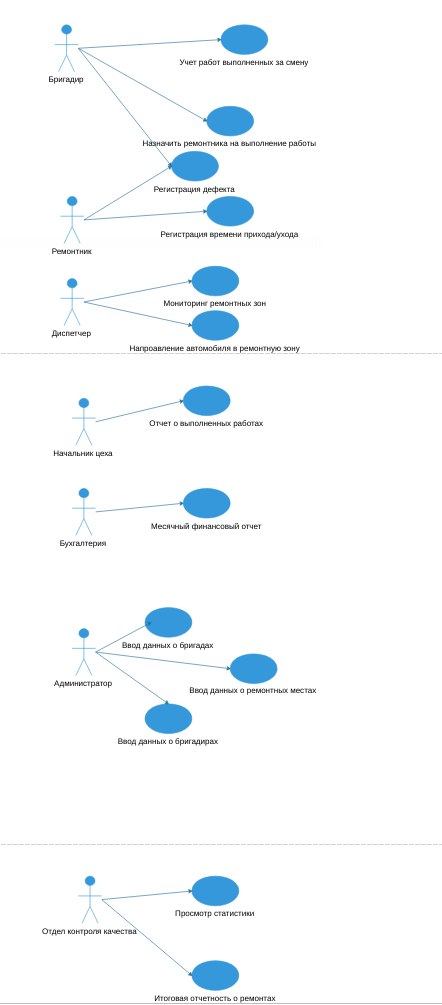 Учет работ выполненных за смену
Бригадир
Назначить ремонтника на выполнение работы
Регистрация дефекта
Регистрация времени прихода/ухода
Ремонтник
Мониторинг ремонтных зон
Диспетчер
Напроавление автомобиля в ремонтную зону
Отчет о выполненных работах
Начальник цеха
Месячный финансовый отчет
Бухгалтерия
Ввод данных о бригадах
Администратор
Ввод данных о ремонтных местах
Ввод данных о бригадирах
Просмотр статистики
Отдел контроля качества
Итоговая отчетность о ремонтах